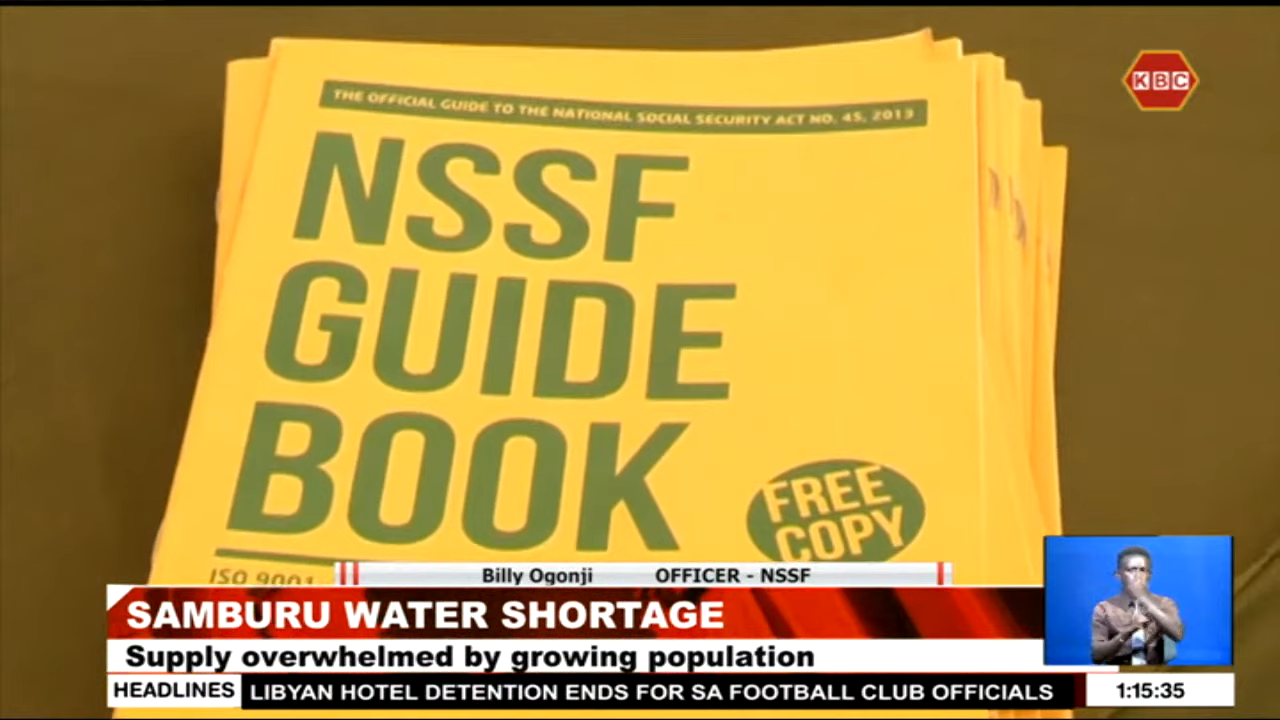 KBC
THE OFFICIAL GUIDE TO THE NATIONAL SOCIAL SECURITY ACT NO. 45, 2013
NSSF
GUIDE
BOOK
FREE
COPY
ISO 9001
Billy Ogonji OFFICER - NSSF
SAMBURU WATER SHORTAGE
Supply overwhelmed by growing population
HEADLINES LIBYAN HOTEL DETENTION ENDS FOR SA FOOTBALL CLUB OFFICIALS 1:15:35